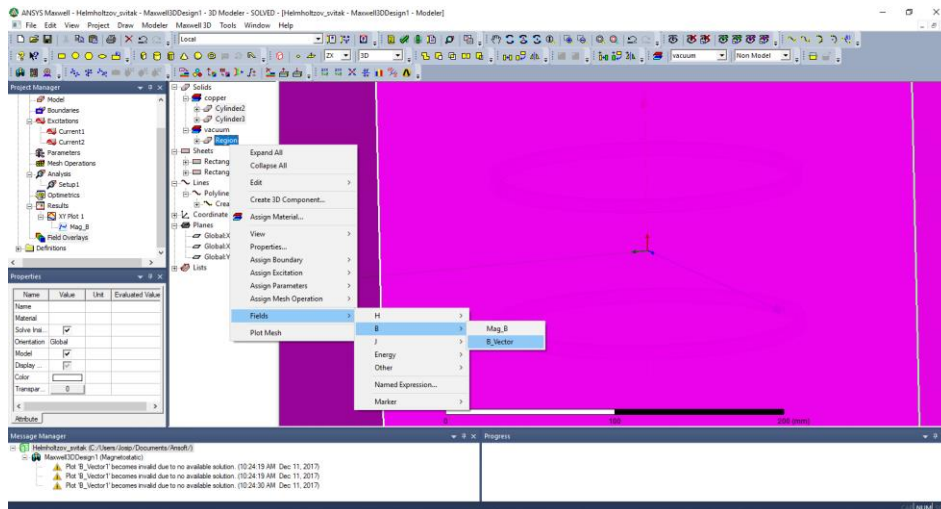 ANSYS Maxwell - Helmholtzov_svitak - Maxwell3DDesign1 - 3D Modeler - SOLVED - [Helmholtzov_svitak - Maxwell3DDesign1 - Modeler]
File Edit View Project Draw Modeler Maxwell 3D Tools Window Help
Local
ZX
3D
vacuum
Non Model
Project Manager
Model
Boundaries
Excitations
Current1
Current2
Parameters
Mesh Operations
Analysis
Setup1
Optimetrics
Results
XY Plot 1
Mag_B
Field Overlays
Definitions
Solids
copper
Cylinder2
Cylinder3
vacuum
Region
Sheets
Rectang
Rectang
Lines
Polyline
Crea
Coordinate
Planes
Global:X
Global:X
Global:Y
Lists
Expand All
Collapse All
Edit
Create 3D Component...
Assign Material...
View
Properties...
Assign Boundary
Assign Excitation
Assign Parameters
Assign Mesh Operation
Fields
Plot Mesh
H
B
J
Energy
Other
Named Expression...
Marker
Mag_B
B_Vector
Properties
Name Value Unit Evaluated Value
Name
Material
Solve Insi...
Orientation Global
Model
Display ...
Color
Transpar... 0
Attribute
0 100 200 (mm)
Message Manager
Helmholtzov_svitak (C:/Users/Josip/Documents/Ansoft/)
Maxwell3DDesign1 (Magnetostatic)
Plot 'B_Vector1' becomes invalid due to no available solution. (10:24:19 AM Dec 11, 2017)
Plot 'B_Vector1' becomes invalid due to no available solution. (10:24:19 AM Dec 11, 2017)
Plot 'B_Vector1' becomes invalid due to no available solution. (10:24:30 AM Dec 11, 2017)
Progress
NUM